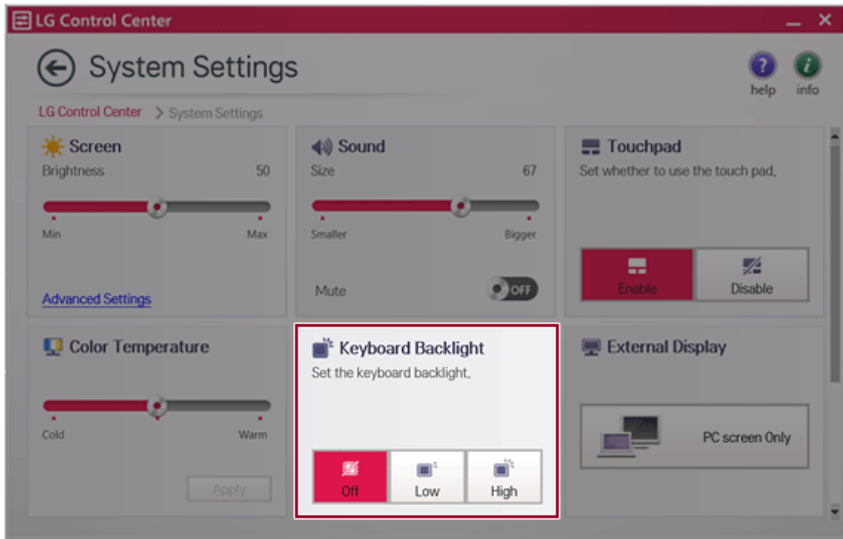 LG Control Center
System Settings
help
info
LG Control Center > System Settings
Screen
Brightness 50
Min Max
Advanced Settings
Sound
Size 67
Smaller Bigger
Mute OFF
Touchpad
Set whether to use the touch pad.
Enable Disable
Color Temperature
Cold Warm
Apply
Keyboard Backlight
Set the keyboard backlight.
Off Low High
External Display
PC screen Only